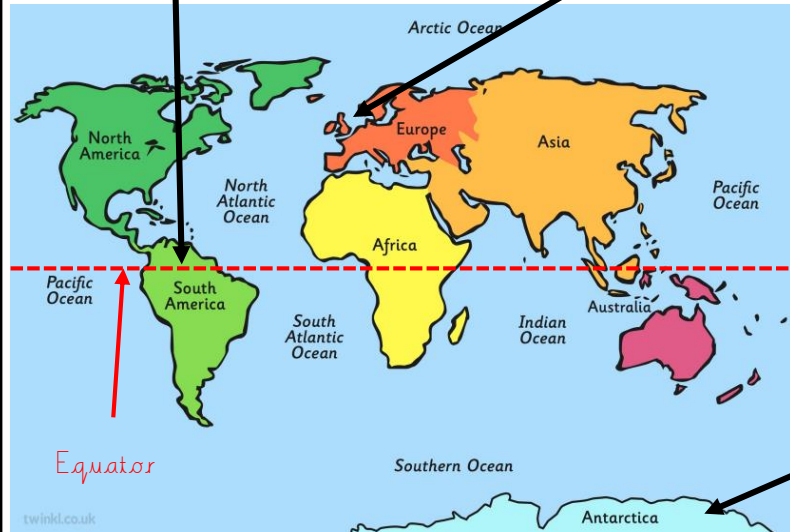 Arctic Ocean
North
America
Europe
Asia
North
Atlantic
Ocean
Pacific
Ocean
Africa
Pacific
Ocean
South
America
Australia
South
Atlantic
Ocean
Indian
Ocean
Equator
Southern Ocean
Antarctica
twinkl.co.uk